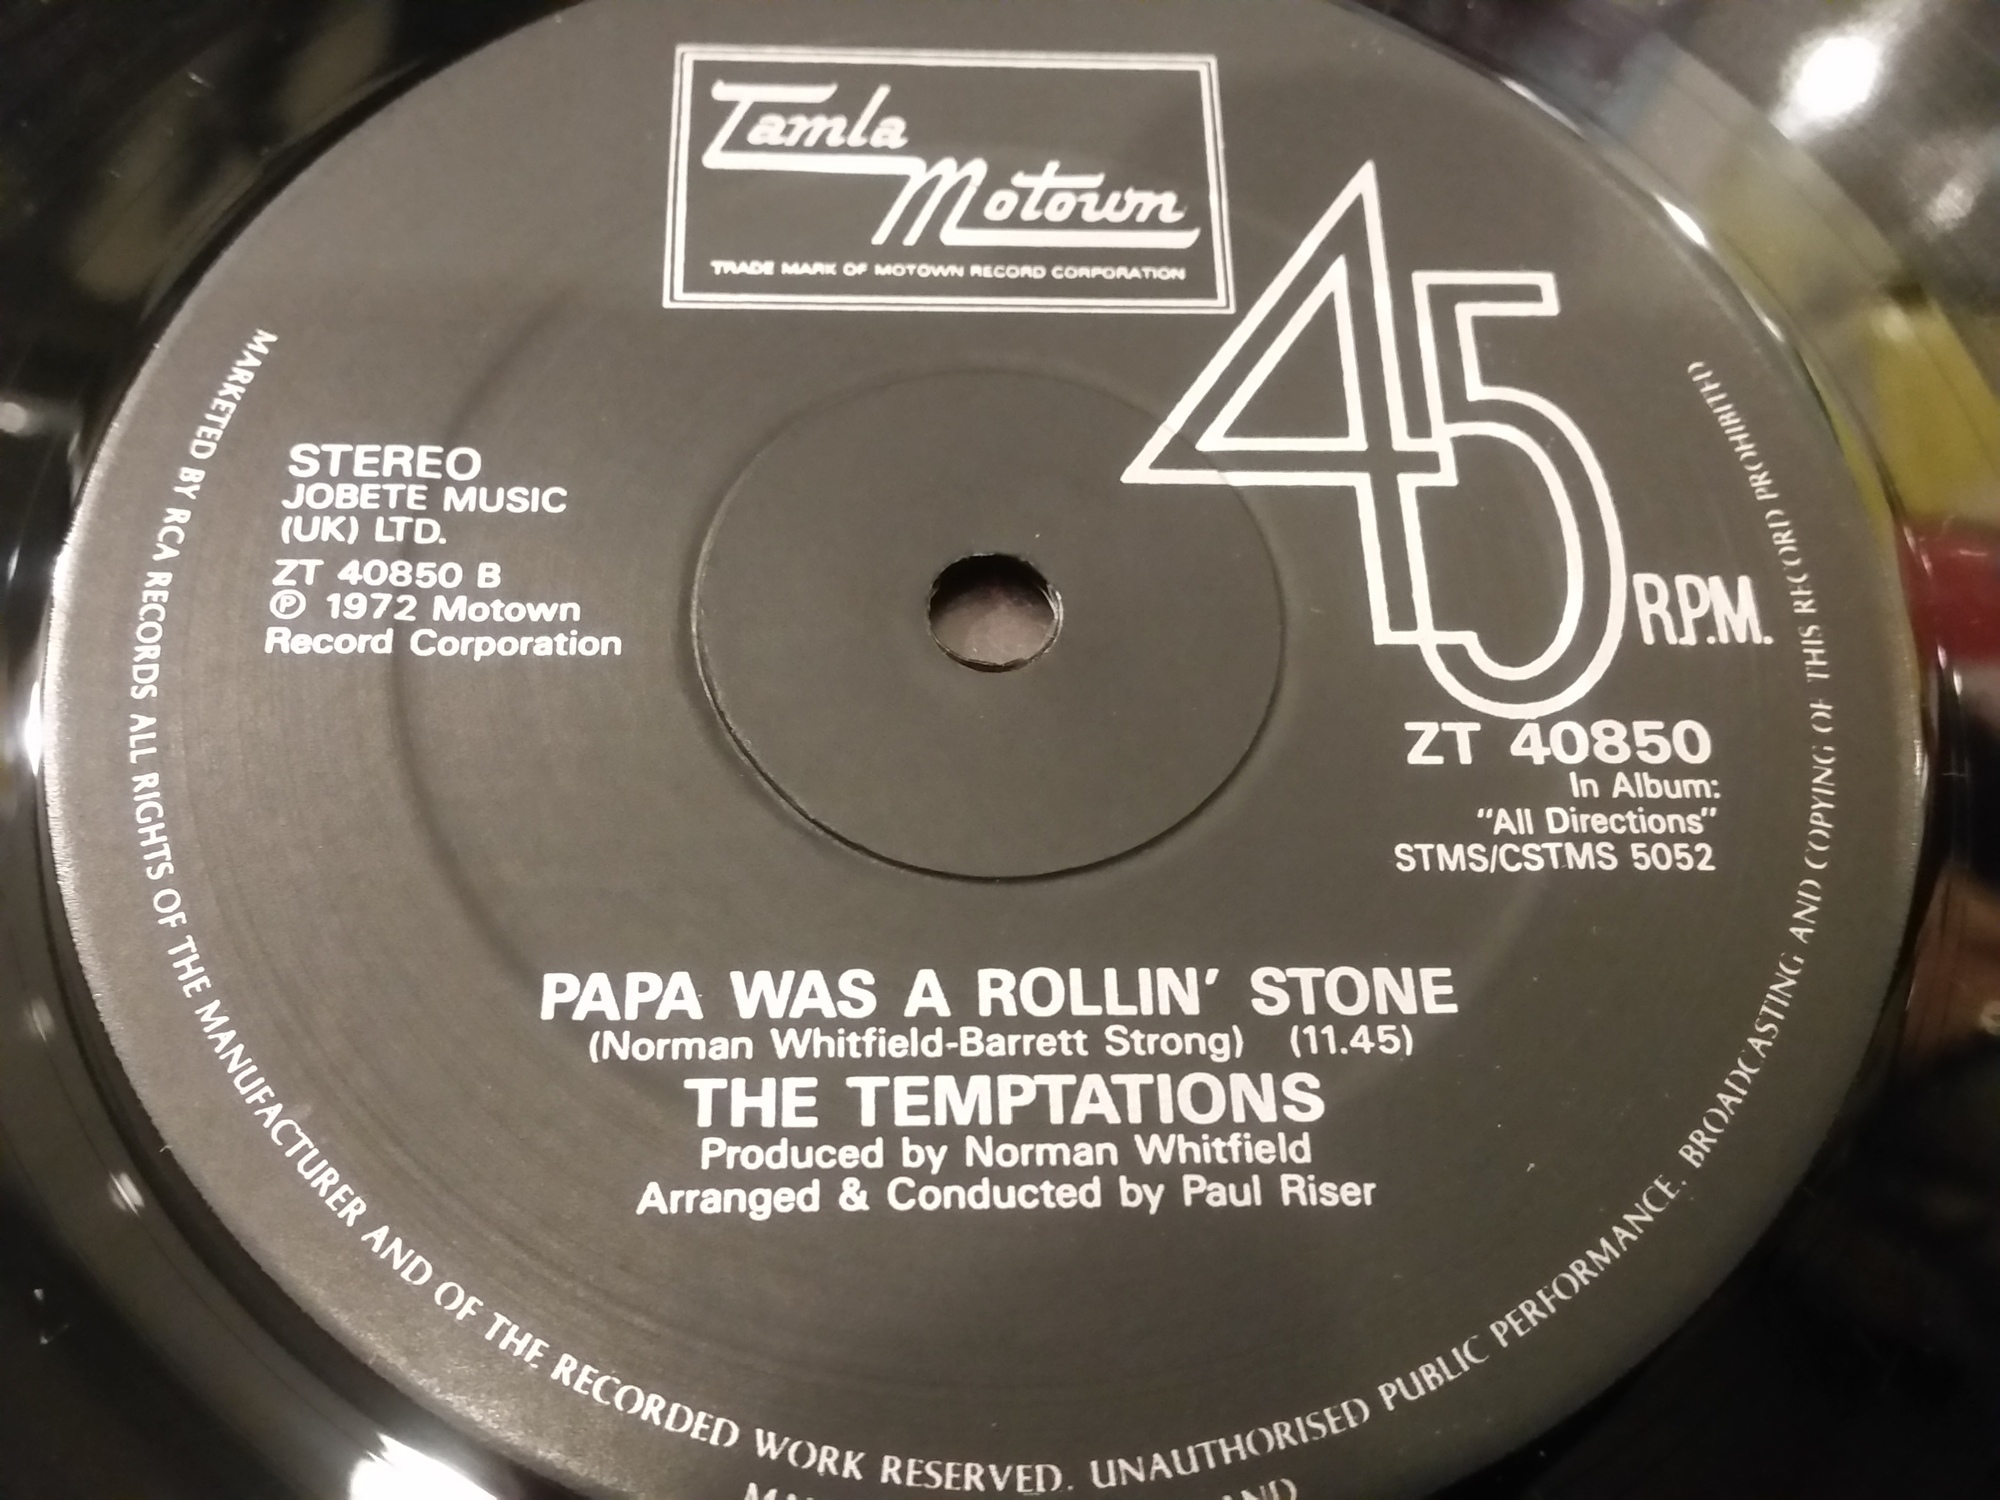 Tamla
Motown
TRADE MARK OF MOTOWN RECORD CORPORATION
45
R.P.M.
STEREO
JOBETE MUSIC
(UK) LTD.
ZT 40850 B
℗ 1972 Motown
Record Corporation
ZT 40850
In Album:
"All Directions"
STMS/CSTMS 5052
PAPA WAS A ROLLIN' STONE
(Norman Whitfield-Barrett Strong) (11.45)
THE TEMPTATIONS
Produced by Norman Whitfield
Arranged & Conducted by Paul Riser
MARKETED BY RCA RECORDS ALL RIGHTS OF THE MANUFACTURER AND OF THE RECORDED WORK RESERVED. UNAUTHORISED PUBLIC PERFORMANCE, BROADCASTING AND COPYING OF THIS RECORD PROHIBITED